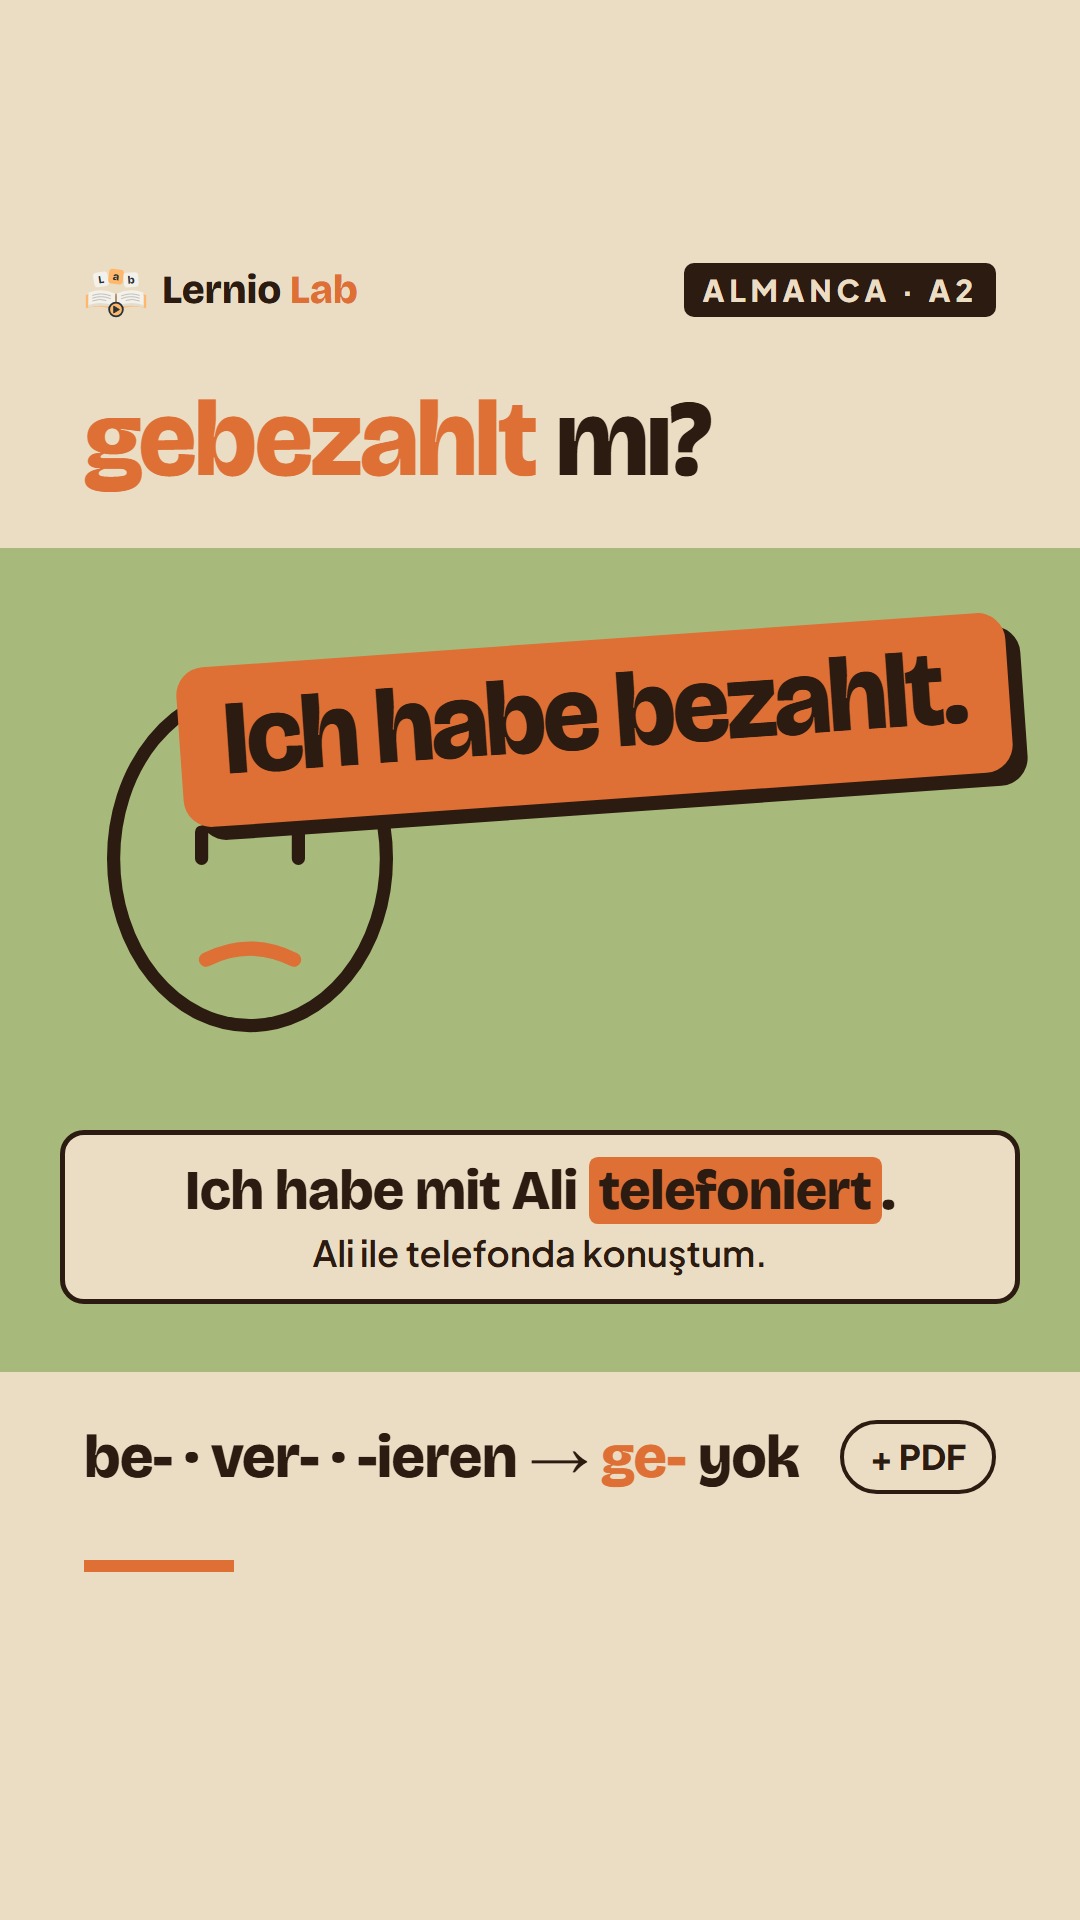 Lab
Lernio Lab
ALMANCA · A2
gebezahlt mı?
Ich habe bezahlt.
Ich habe mit Ali telefoniert.
Ali ile telefonda konuştum.
be- · ver- · -ieren → ge- yok
+ PDF